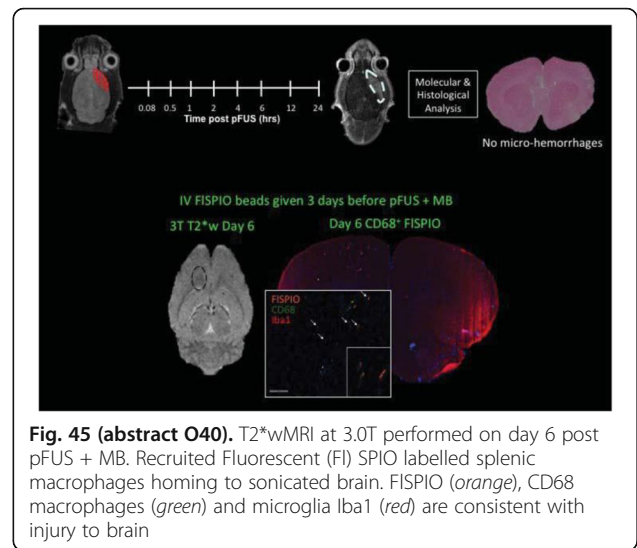 0.08 0.5 1 2 4 6 12 24
Time post pFUS (hrs)
Molecular &
Histological
Analysis
No micro-hemorrhages
IV FISPIO beads given 3 days before pFUS + MB
3T T2*w Day 6
Day 6 CD68⁺ FISPIO
FISPIO
CD68
Iba1
Fig. 45 (abstract O40). T2*wMRI at 3.0T performed on day 6 post
pFUS + MB. Recruited Fluorescent (Fl) SPIO labelled splenic
macrophages homing to sonicated brain. FlSPIO (orange), CD68
macrophages (green) and microglia Iba1 (red) are consistent with
injury to brain